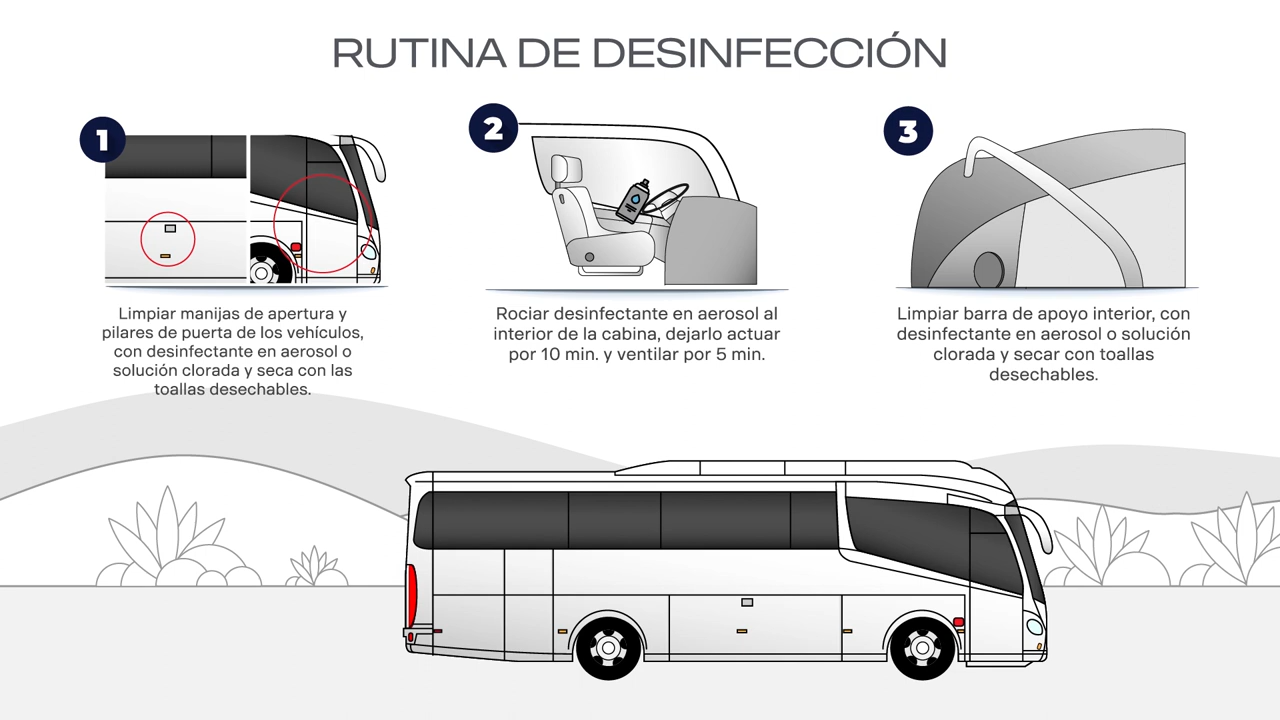 RUTINA DE DESINFECCIÓN
1
Limpiar manijas de apertura y
pilares de puerta de los vehículos,
con desinfectante en aerosol o
solución clorada y seca con las
toallas desechables.
2
Rociar desinfectante en aerosol al
interior de la cabina, dejarlo actuar
por 10 min. y ventilar por 5 min.
3
Limpiar barra de apoyo interior, con
desinfectante en aerosol o solución
clorada y secar con toallas
desechables.